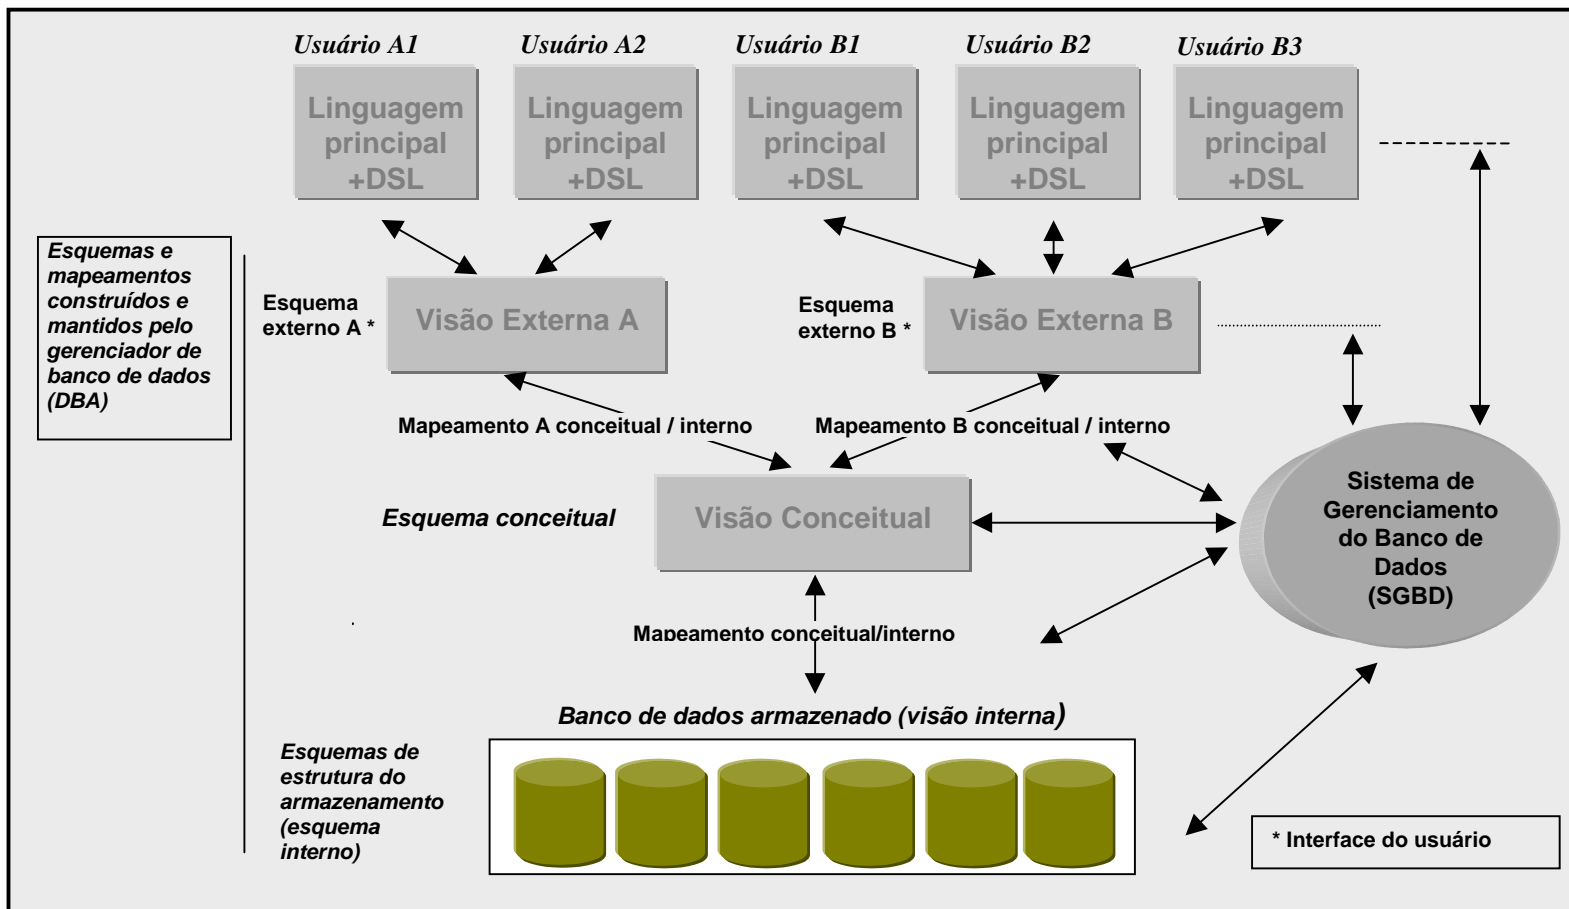 Usuário A1
Usuário A2
Usuário B1
Usuário B2
Usuário B3
Linguagem
principal
+DSL
Linguagem
principal
+DSL
Linguagem
principal
+DSL
Linguagem
principal
+DSL
Linguagem
principal
+DSL
Esquemas e
mapeamentos
construídos e
mantidos pelo
gerenciador de
banco de dados
(DBA)
Esquema
externo A *
Visão Externa A
Esquema
externo B *
Visão Externa B
Mapeamento A conceitual / interno
Mapeamento B conceitual / interno
Esquema conceitual
Visão Conceitual
Sistema de
Gerenciamento
do Banco de
Dados
(SGBD)
Mapeamento conceitual/interno
Banco de dados armazenado (visão interna)
Esquemas de
estrutura do
armazenamento
(esquema
interno)
* Interface do usuário